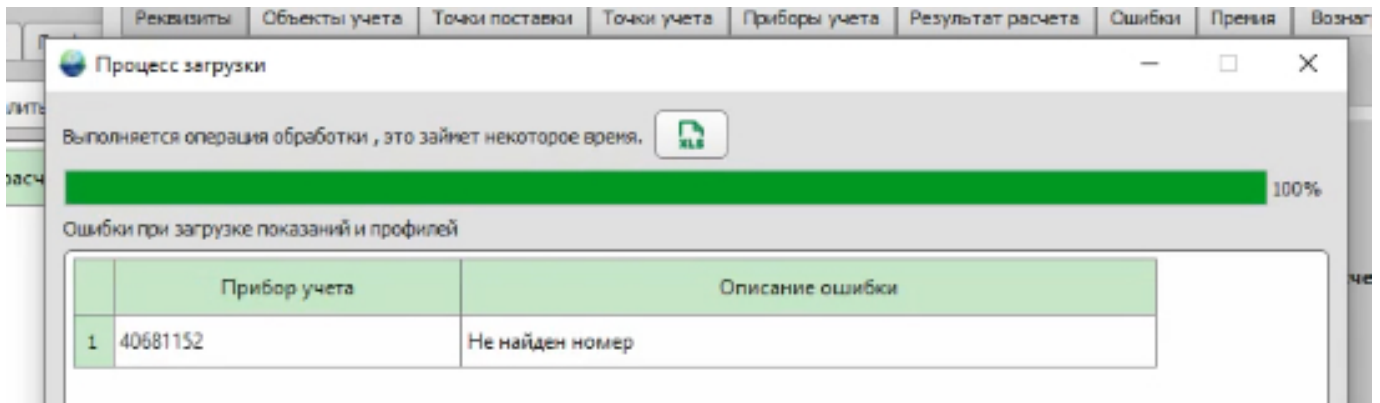 Реквизиты Объекты учета Точки поставки Точки учета Приборы учета Результат расчета Ошибки Премия
Процесс загрузки
Выполняется операция обработки , это займет некоторое время. XLS
100%
Ошибки при загрузке показаний и профилей
Прибор учета Описание ошибки
1 40681152 Не найден номер